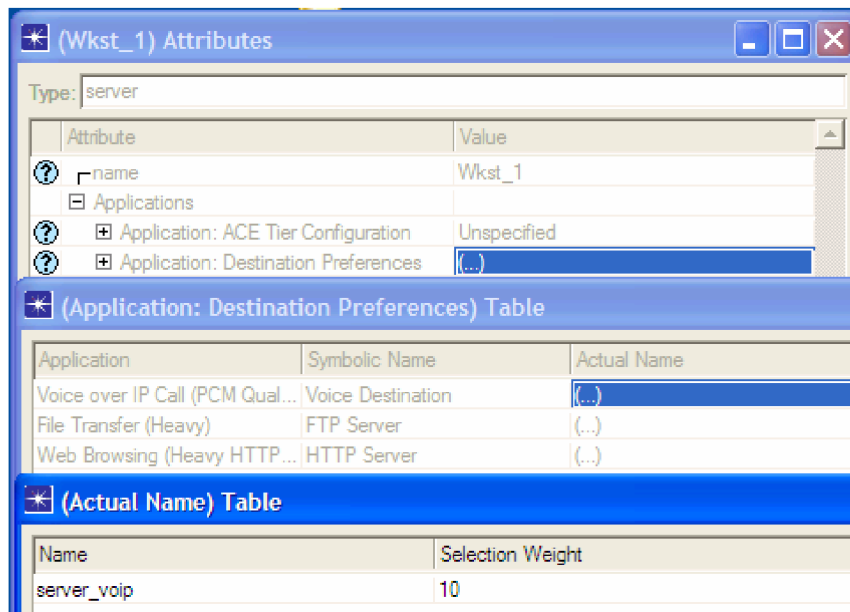 (Wkst_1) Attributes
Type: server
Attribute Value
name Wkst_1
Applications
Application: ACE Tier Configuration Unspecified
Application: Destination Preferences (...)
(Application: Destination Preferences) Table
Application Symbolic Name Actual Name
Voice over IP Call (PCM Qual... Voice Destination (...)
File Transfer (Heavy) FTP Server (...)
Web Browsing (Heavy HTTP... HTTP Server (...)
(Actual Name) Table
Name Selection Weight
server_voip 10